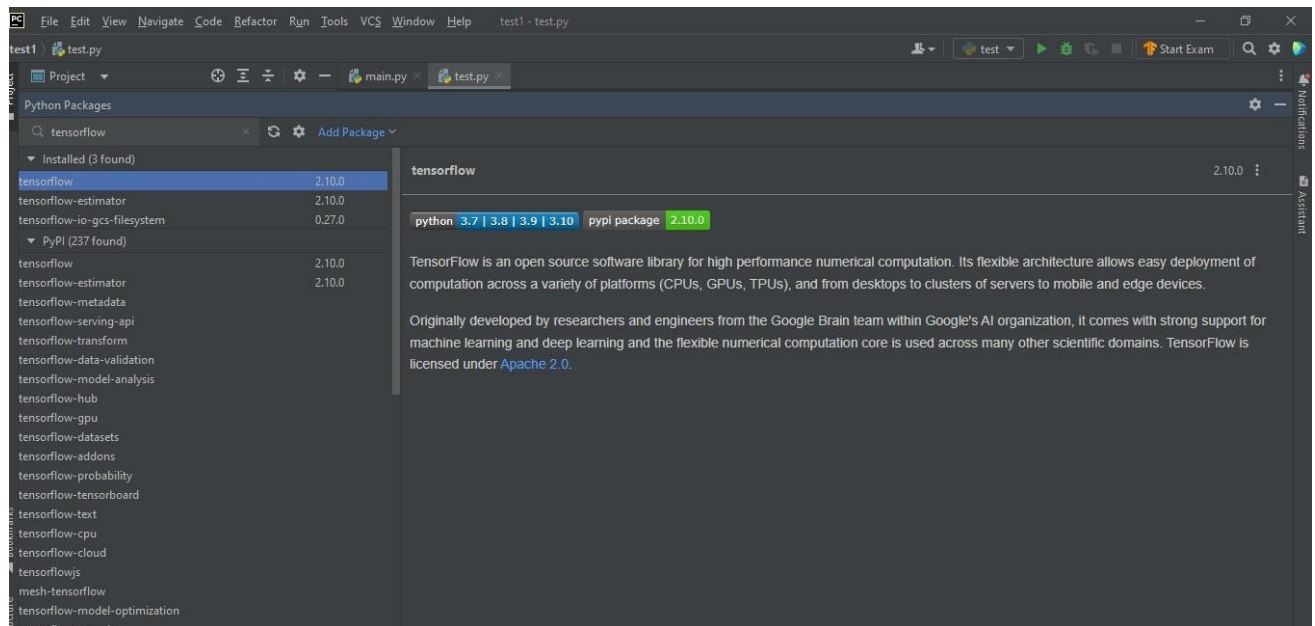 PC File Edit View Navigate Code Refactor Run Tools VCS Window Help test1 - test.py
test1 test.py test Start Exam
Project main.py test.py
Project
Python Packages
Notifications
tensorflow Add Package
Installed (3 found)
tensorflow 2.10.0
tensorflow-estimator 2.10.0
tensorflow-io-gcs-filesystem 0.27.0
PyPI (237 found)
tensorflow 2.10.0
tensorflow-estimator 2.10.0
tensorflow-metadata
tensorflow-serving-api
tensorflow-transform
tensorflow-data-validation
tensorflow-model-analysis
tensorflow-hub
tensorflow-gpu
tensorflow-datasets
tensorflow-addons
tensorflow-probability
tensorflow-tensorboard
tensorflow-text
tensorflow-cpu
tensorflow-cloud
tensorflowjs
mesh-tensorflow
tensorflow-model-optimization
tensorflow 2.10.0
python 3.7 | 3.8 | 3.9 | 3.10 pypi package 2.10.0
TensorFlow is an open source software library for high performance numerical computation. Its flexible architecture allows easy deployment of
computation across a variety of platforms (CPUs, GPUs, TPUs), and from desktops to clusters of servers to mobile and edge devices.
Originally developed by researchers and engineers from the Google Brain team within Google's AI organization, it comes with strong support for
machine learning and deep learning and the flexible numerical computation core is used across many other scientific domains. TensorFlow is
licensed under Apache 2.0.
Assistant
Bookmarks